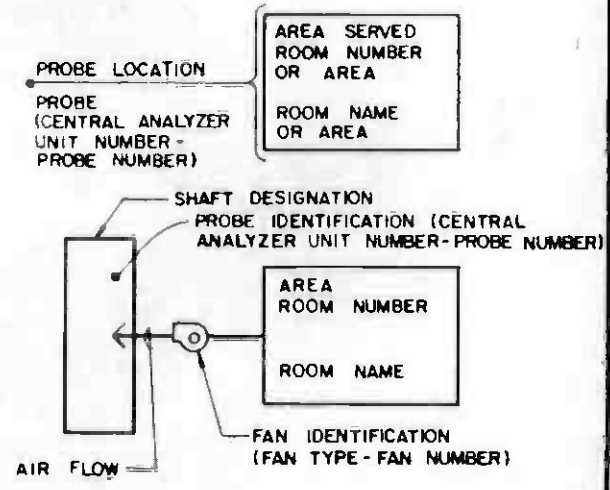 AREA SERVED
ROOM NUMBER
OR AREA
ROOM NAME
OR AREA
PROBE LOCATION
PROBE
(CENTRAL ANALYZER
UNIT NUMBER-
PROBE NUMBER)
SHAFT DESIGNATION
PROBE IDENTIFICATION (CENTRAL
ANALYZER UNIT NUMBER-PROBE NUMBER)
AREA
ROOM NUMBER
ROOM NAME
FAN IDENTIFICATION
(FAN TYPE-FAN NUMBER)
AIR FLOW